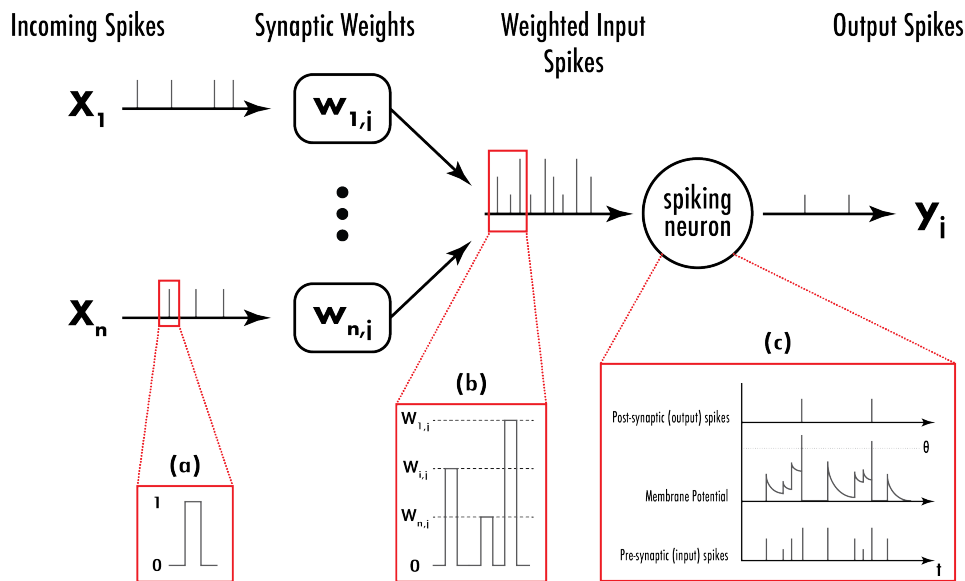 Incoming Spikes
Synaptic Weights
Weighted Input
Spikes
Output Spikes
X1
w1,j
spiking
neuron
yj
Xn
wn,j
(a)
1
0
(b)
W1,j
Wi,j
Wn,j
0
(c)
Post-synaptic (output) spikes
θ
Membrane Potential
Pre-synaptic (input) spikes
t